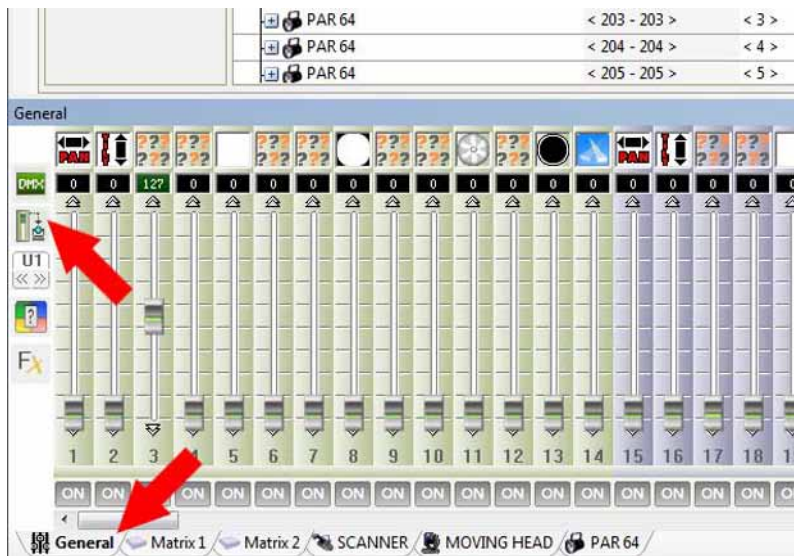 PAR 64 < 203 - 203 > < 3 >
PAR 64 < 204 - 204 > < 4 >
PAR 64 < 205 - 205 > < 5 >
General
PAN ??? ??? ??? ??? ??? ??? ??? ??? ??? ??? ??? ??? PAN ??? ??? ??? ???
DMX 0 0 127 0 0 0 0 0 0 0 0 0 0 0 0 0 0 0
U1
<< >>
?
Fx
1 2 3 4 5 6 7 8 9 10 11 12 13 14 15 16 17 18
ON ON ON ON ON ON ON ON ON ON ON ON ON ON ON ON
General Matrix 1 Matrix 2 SCANNER MOVING HEAD PAR 64